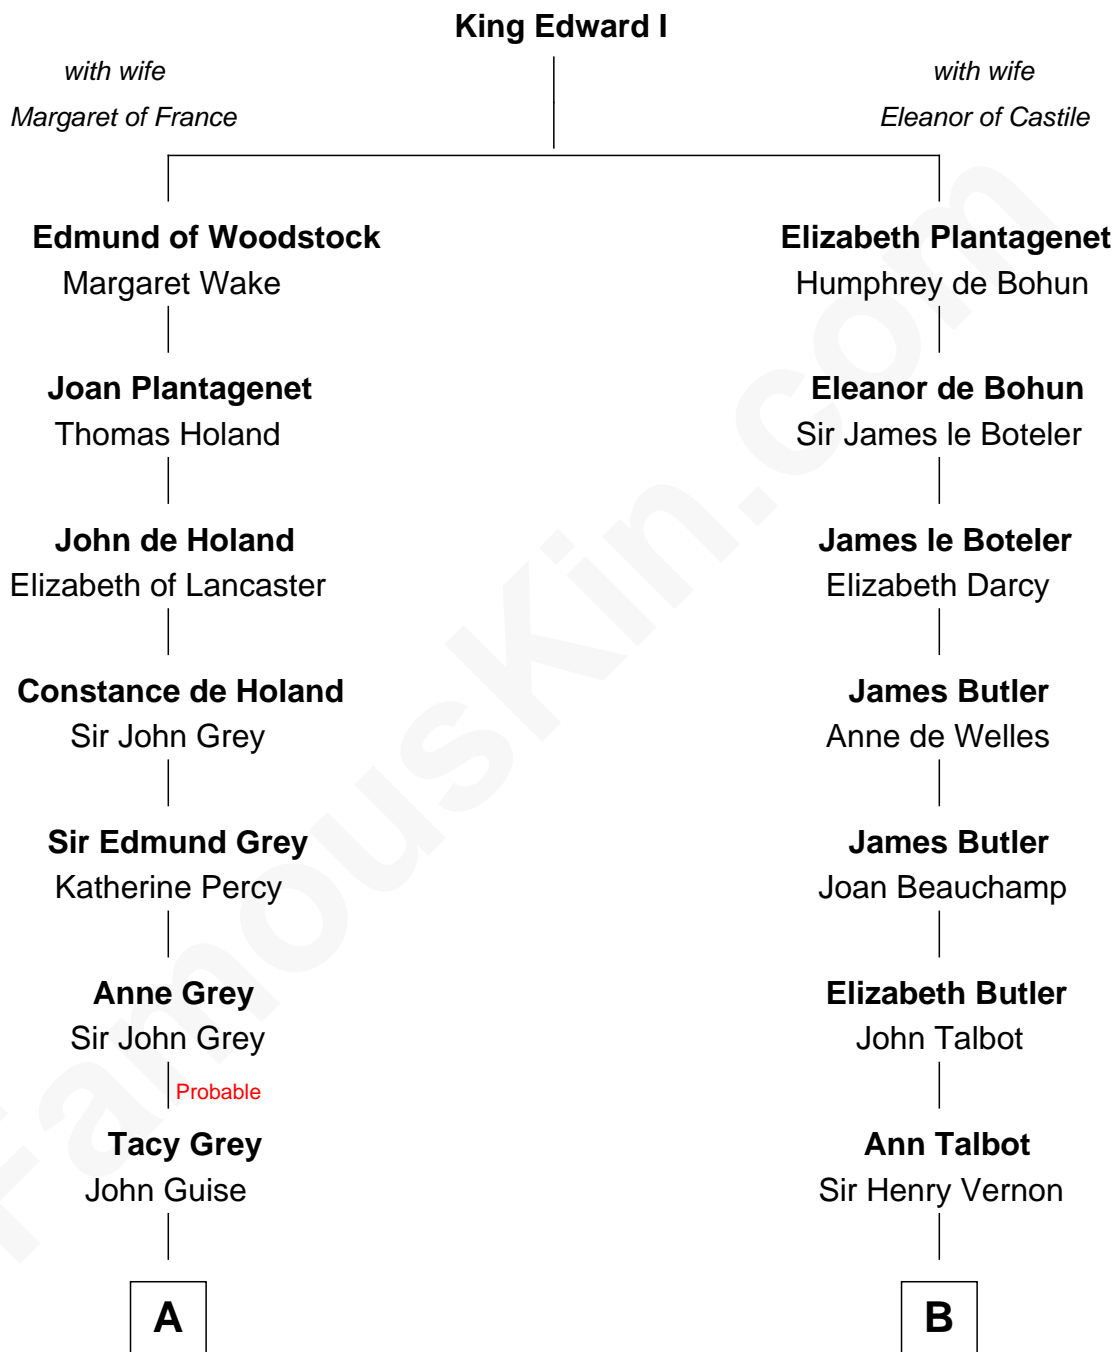 King Edward I
with wife
Margaret of France
with wife
Eleanor of Castile
Edmund of Woodstock
Margaret Wake
Elizabeth Plantagenet
Humphrey de Bohun
Joan Plantagenet
Thomas Holand
Eleanor de Bohun
Sir James le Boteler
John de Holand
Elizabeth of Lancaster
James le Boteler
Elizabeth Darcy
Constance de Holand
Sir John Grey
James Butler
Anne de Welles
Sir Edmund Grey
Katherine Percy
James Butler
Joan Beauchamp
Anne Grey
Sir John Grey
Elizabeth Butler
John Talbot
Probable
Tacy Grey
John Guise
Ann Talbot
Sir Henry Vernon
A
B
FamousKin.com